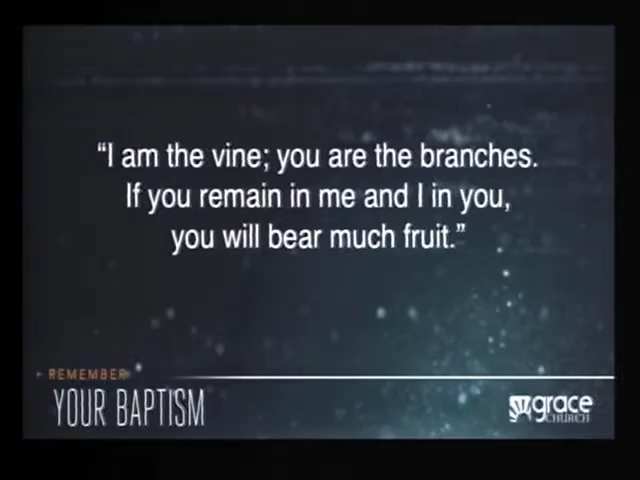 “I am the vine; you are the branches.
If you remain in me and I in you,
you will bear much fruit.”
REMEMBER
YOUR BAPTISM
grace
CHURCH